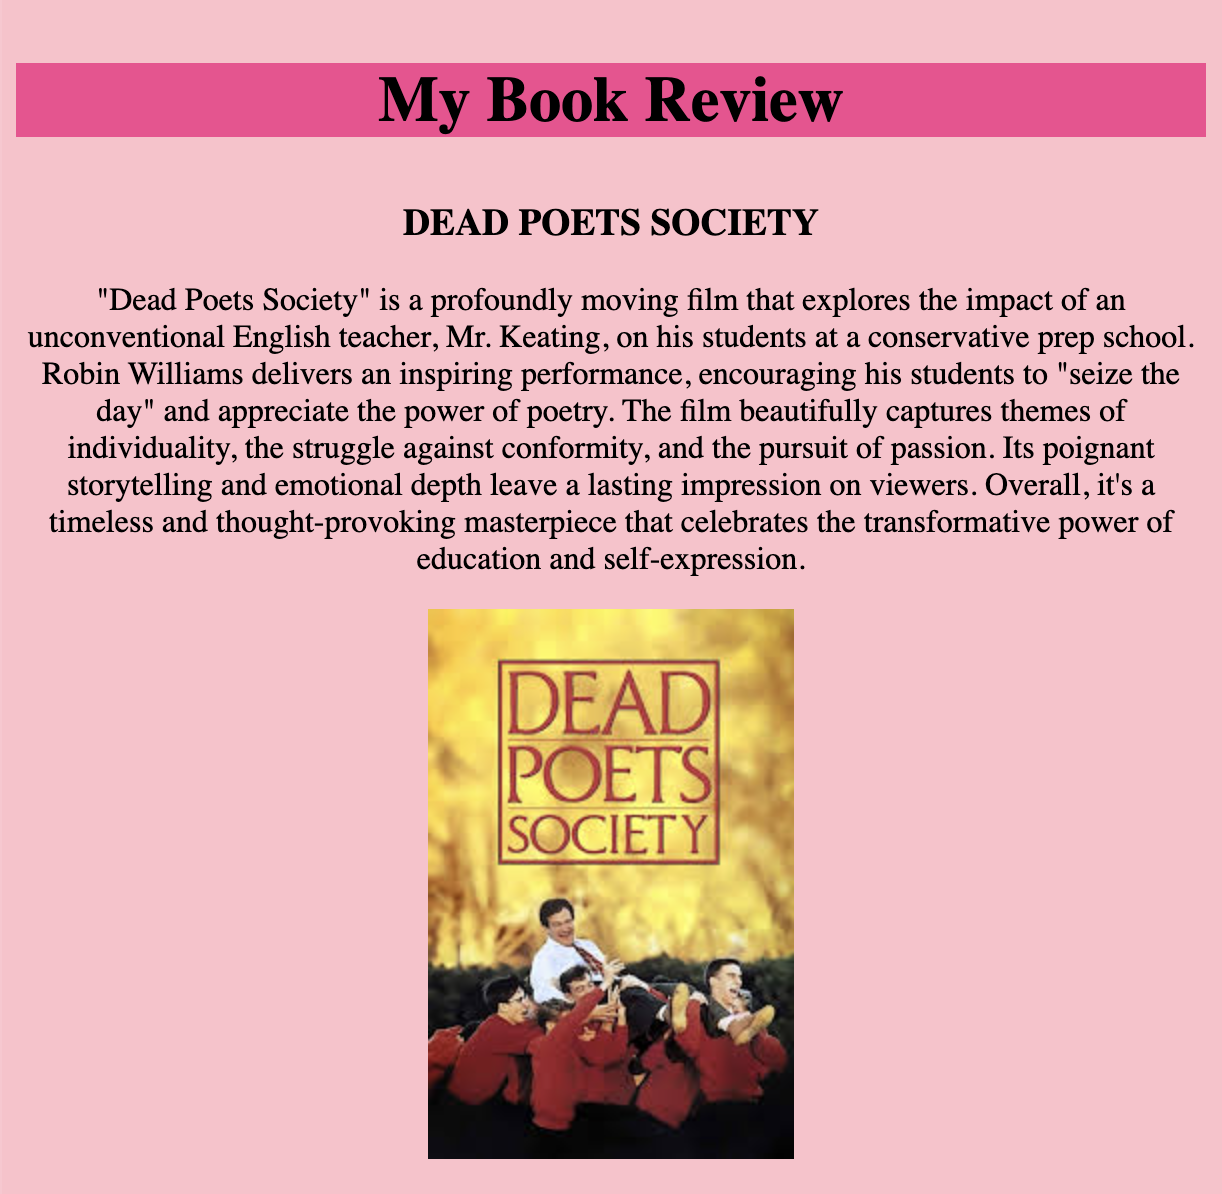 My Book Review
DEAD POETS SOCIETY
"Dead Poets Society" is a profoundly moving film that explores the impact of an
unconventional English teacher, Mr. Keating, on his students at a conservative prep school.
Robin Williams delivers an inspiring performance, encouraging his students to "seize the
day" and appreciate the power of poetry. The film beautifully captures themes of
individuality, the struggle against conformity, and the pursuit of passion. Its poignant
storytelling and emotional depth leave a lasting impression on viewers. Overall, it's a
timeless and thought-provoking masterpiece that celebrates the transformative power of
education and self-expression.
DEAD
POETS
SOCIETY